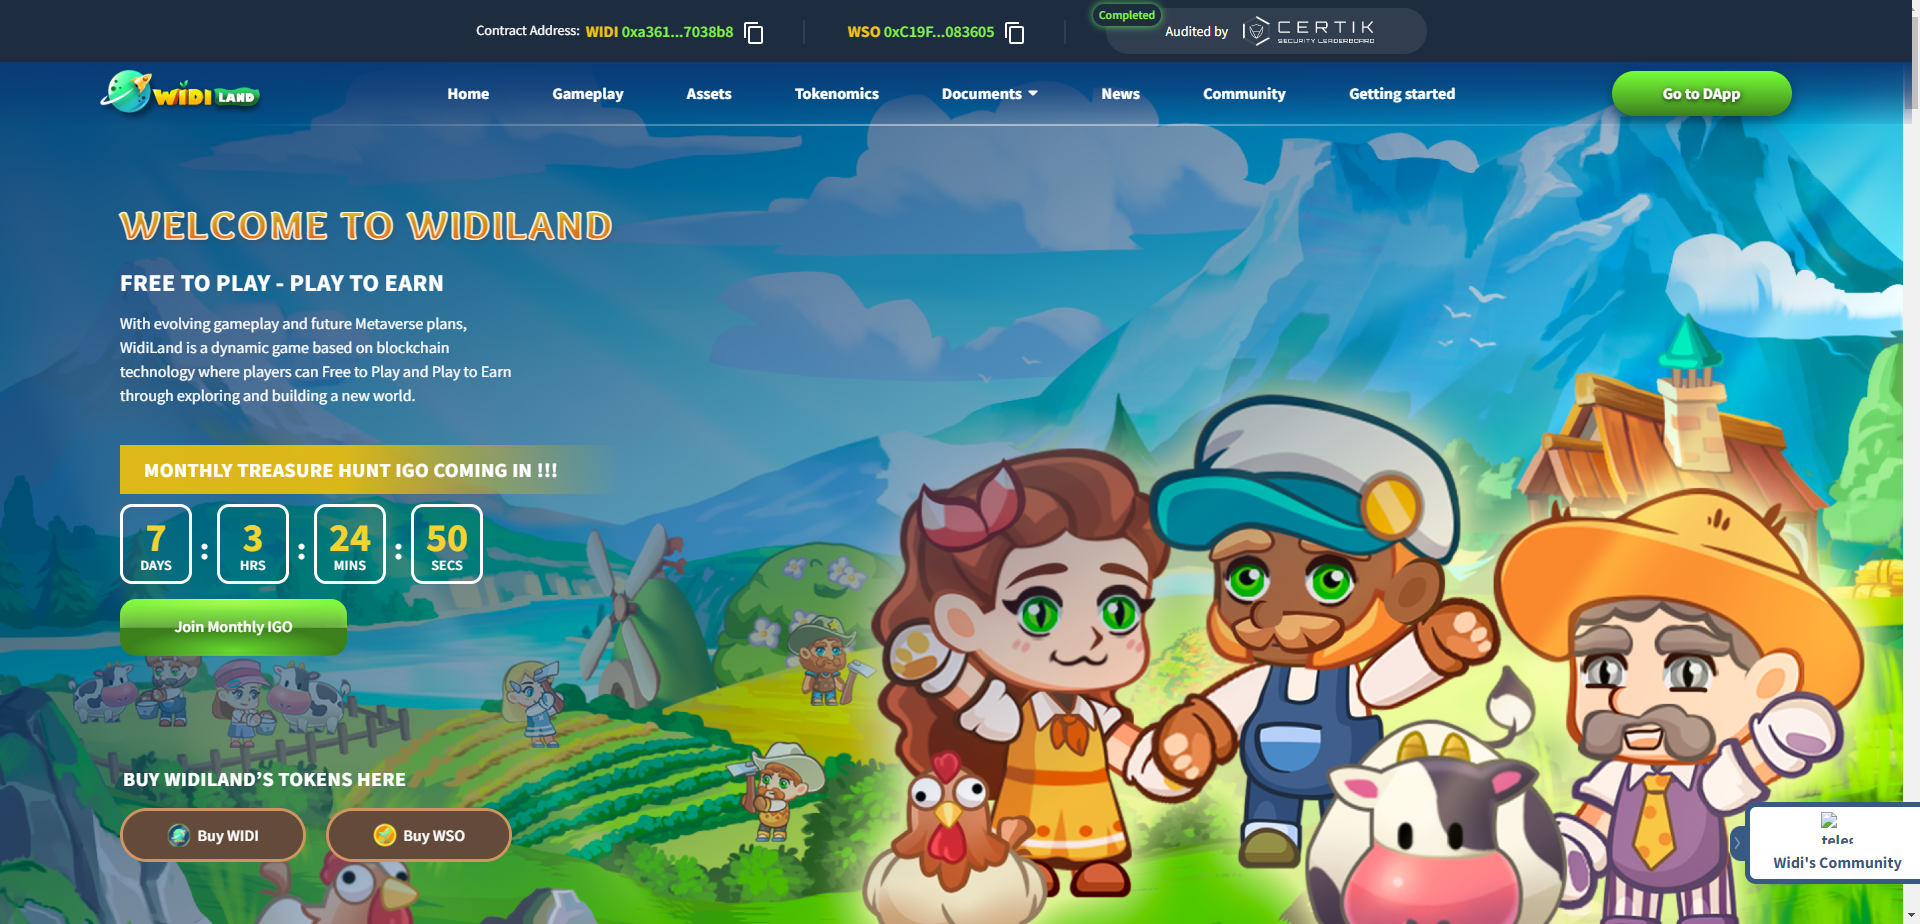 Contract Address: WIDI 0xa361...7038b8
WSO 0xC19F...083605
Completed
Audited by CERTIK
SECURITY LEADERBOARD
WIDI LAND
Home
Gameplay
Assets
Tokenomics
Documents
News
Community
Getting started
Go to DApp
WELCOME TO WIDILAND
FREE TO PLAY - PLAY TO EARN
With evolving gameplay and future Metaverse plans,
WidiLand is a dynamic game based on blockchain
technology where players can Free to Play and Play to Earn
through exploring and building a new world.
MONTHLY TREASURE HUNT IGO COMING IN !!!
7 : 3 : 24 : 50
DAYS HRS MINS SECS
Join Monthly IGO
BUY WIDILAND’S TOKENS HERE
Buy WIDI
Buy WSO
Widi's Community